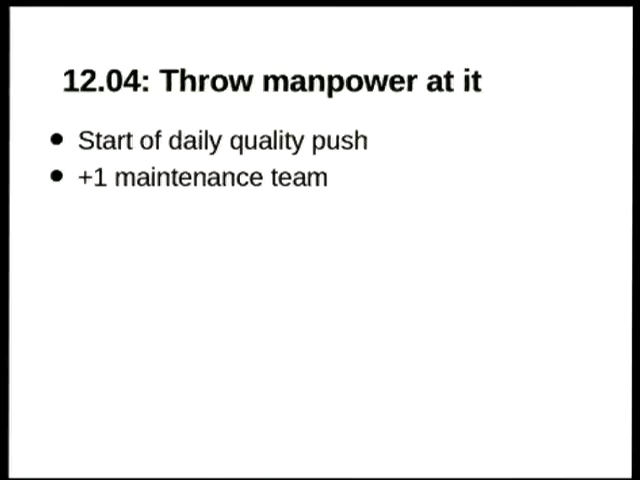 12.04: Throw manpower at it
● Start of daily quality push
● +1 maintenance team